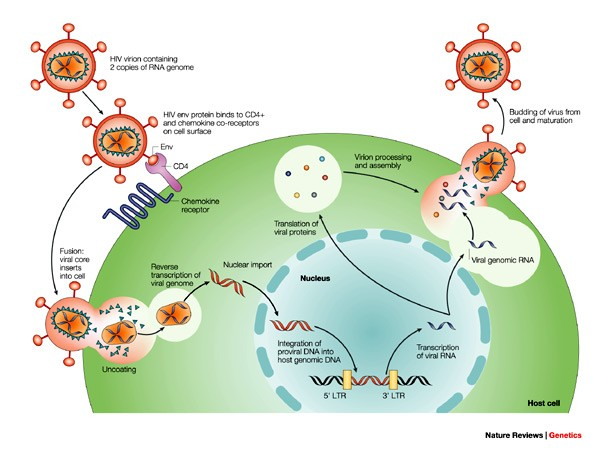 HIV virion containing
2 copies of RNA genome
HIV env protein binds to CD4+
and chemokine co-receptors
on cell surface
Env
CD4
Chemokine
receptor
Fusion:
viral core
inserts
into cell
Uncoating
Reverse
transcription of
viral genome
Nuclear import
Nucleus
Integration of
proviral DNA into
host genomic DNA
5' LTR
3' LTR
Transcription
of viral RNA
Translation of
viral proteins
Virion processing
and assembly
Viral genomic RNA
Budding of virus from
cell and maturation
Host cell
Nature Reviews | Genetics